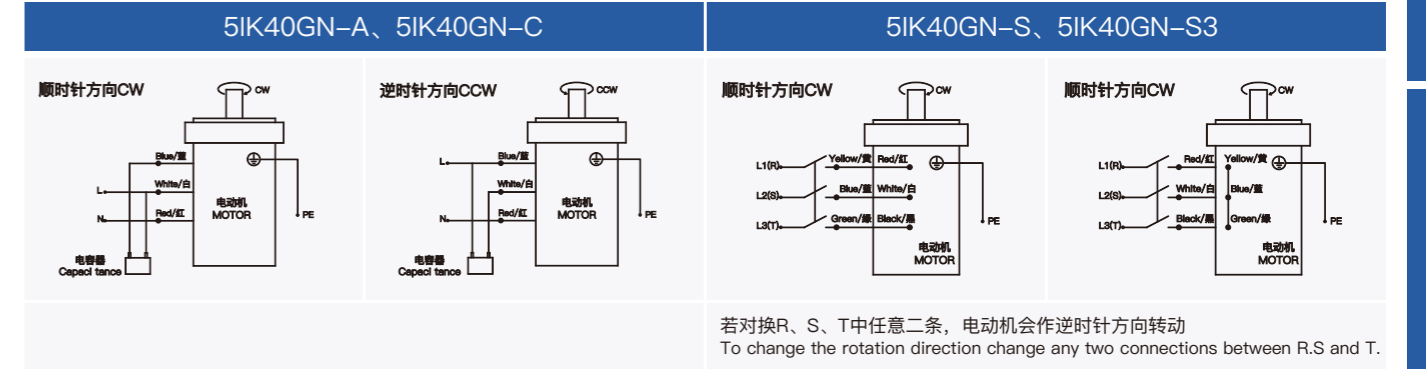 5IK40GN-A、5IK40GN-C
5IK40GN-S、5IK40GN-S3
顺时针方向CW
CW
Blue/蓝
White/白
L
Red/红
N
电动机
MOTOR
PE
电容器
Capaci tance
逆时针方向CCW
CCW
L
Blue/蓝
White/白
N
Red/红
电动机
MOTOR
PE
电容器
Capaci tance
顺时针方向CW
CW
L1(R) Yellow/黄 Red/红
L2(S) Blue/蓝 White/白
L3(T) Green/绿 Black/黑
PE
电动机
MOTOR
顺时针方向CW
CW
L1(R) Red/红 Yellow/黄
L2(S) White/白 Blue/蓝
L3(T) Black/黑 Green/绿
PE
电动机
MOTOR
若对换R、S、T中任意二条，电动机会作逆时针方向转动
To change the rotation direction change any two connections between R.S and T.